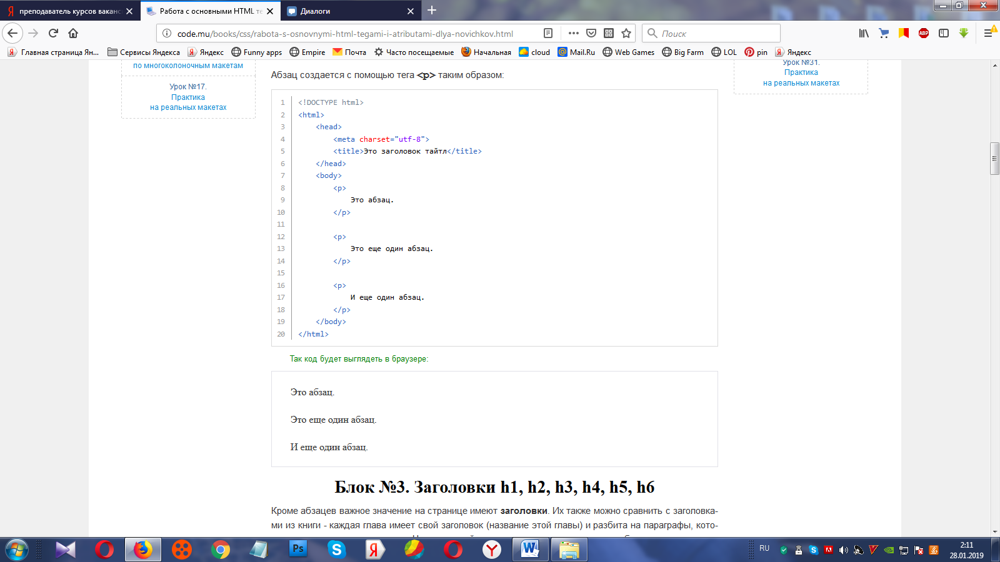 преподаватель курсов ваканс
Работа с основными HTML те
Диалоги
code.mu/books/css/rabota-s-osnovnymi-html-tegami-i-atributami-dlya-novichkov.html
Поиск
ABP
Главная страница Ян...
Сервисы Яндекса
Яндекс
Funny apps
Empire
Почта
Часто посещаемые
Начальная
cloud
Mail.Ru
Web Games
Big Farm
LOL
pin
Яндекс
по многоколоночным макетам
Урок №17.
Практика
на реальных макетах
Урок №31.
Практика
на реальных макетах
Абзац создается с помощью тега <p> таким образом:
1 <!DOCTYPE html>
2 <html>
3 <head>
4 <meta charset="utf-8">
5 <title>Это заголовок тайтл</title>
6 </head>
7 <body>
8 <p>
9 Это абзац.
10 </p>
11
12 <p>
13 Это еще один абзац.
14 </p>
15
16 <p>
17 И еще один абзац.
18 </p>
19 </body>
20 </html>
Так код будет выглядеть в браузере:
Это абзац.
Это еще один абзац.
И еще один абзац.
Блок №3. Заголовки h1, h2, h3, h4, h5, h6
Кроме абзацев важное значение на странице имеют заголовки. Их также можно сравнить с заголовка-
ми из книги - каждая глава имеет свой заголовок (название этой главы) и разбита на параграфы, кото-
Ps
RU
2:11
28.01.2019